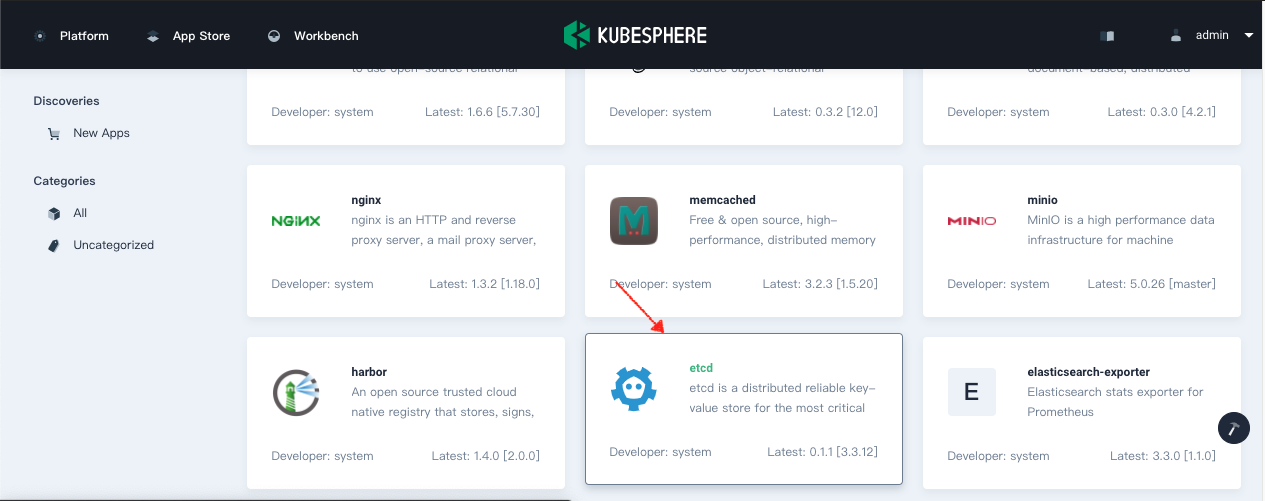 Platform
App Store
Workbench
KUBESPHERE
admin
Discoveries
New Apps
Categories
All
Uncategorized
to use open-source relational
Developer: system
Latest: 1.6.6 [5.7.30]
source object-relational
Developer: system
Latest: 0.3.2 [12.0]
document-based, distributed
Developer: system
Latest: 0.3.0 [4.2.1]
NGINX
nginx
nginx is an HTTP and reverse
proxy server, a mail proxy server,
Developer: system
Latest: 1.3.2 [1.18.0]
M
memcached
Free & open source, high-
performance, distributed memory
Developer: system
Latest: 3.2.3 [1.5.20]
MINIO
minio
MinIO is a high performance data
infrastructure for machine
Developer: system
Latest: 5.0.26 [master]
harbor
An open source trusted cloud
native registry that stores, signs,
Developer: system
Latest: 1.4.0 [2.0.0]
etcd
etcd is a distributed reliable key-
value store for the most critical
Developer: system
Latest: 0.1.1 [3.3.12]
E
elasticsearch-exporter
Elasticsearch stats exporter for
Prometheus
Developer: system
Latest: 3.3.0 [1.1.0]